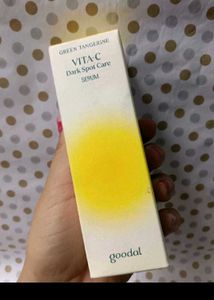 GREEN TANGERINE
VITA·C
Dark Spot Care
SERUM
goodal